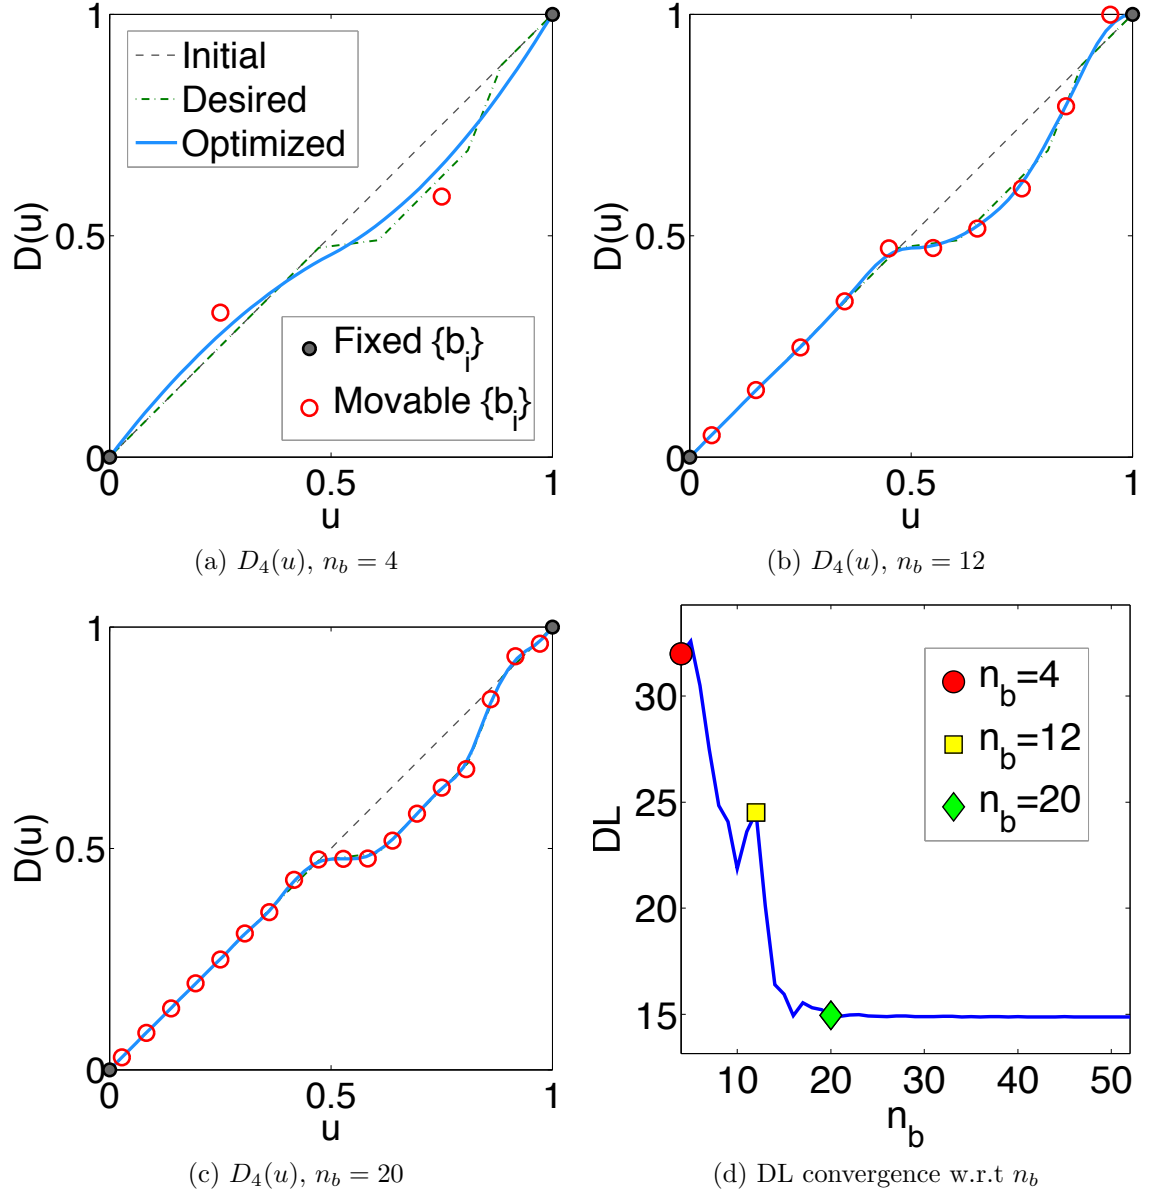 1
Initial
Desired
Optimized
D(u)
0.5
Fixed {b_i}
Movable {b_i}
0
0 0.5 1
u
(a) D_4(u), n_b = 4
1
D(u)
0.5
0
0 0.5 1
u
(b) D_4(u), n_b = 12
1
D(u)
0.5
0
0 0.5 1
u
(c) D_4(u), n_b = 20
n_b=4
n_b=12
n_b=20
30
25
DL
20
15
10 20 30 40 50
n_b
(d) DL convergence w.r.t n_b